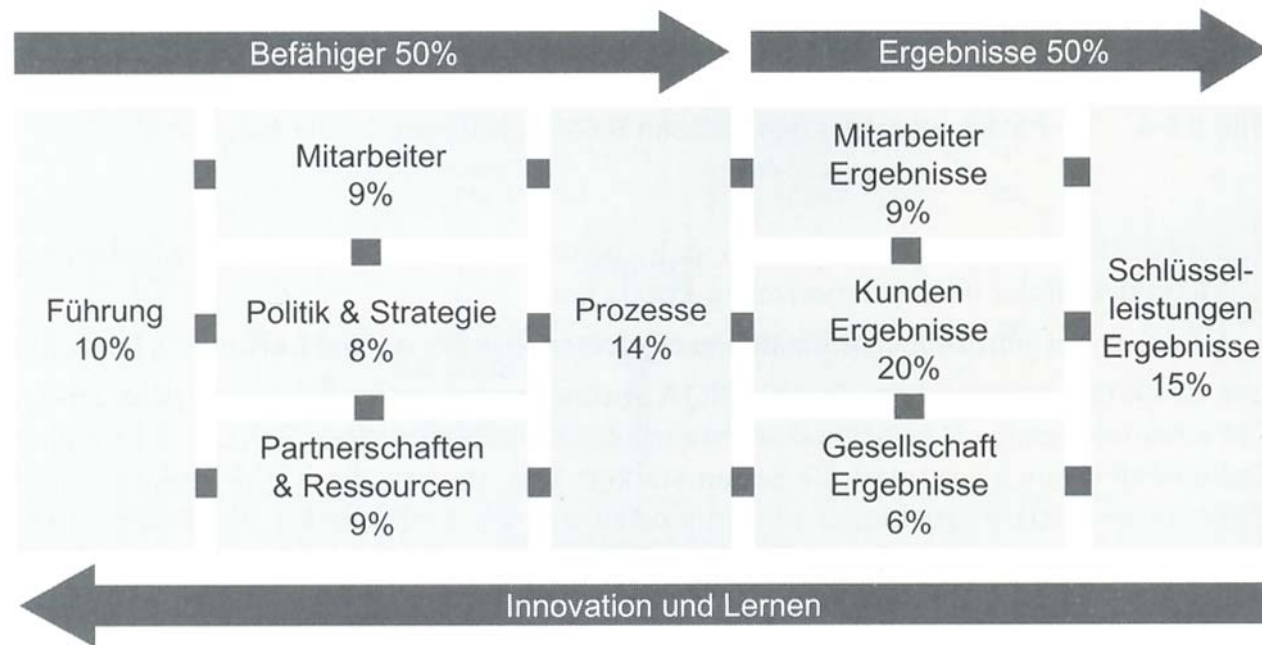 Befähiger 50%
Ergebnisse 50%
Führung
10%
Mitarbeiter
9%
Politik & Strategie
8%
Partnerschaften
& Ressourcen
9%
Prozesse
14%
Mitarbeiter
Ergebnisse
9%
Kunden
Ergebnisse
20%
Gesellschaft
Ergebnisse
6%
Schlüssel-
leistungen
Ergebnisse
15%
Innovation und Lernen